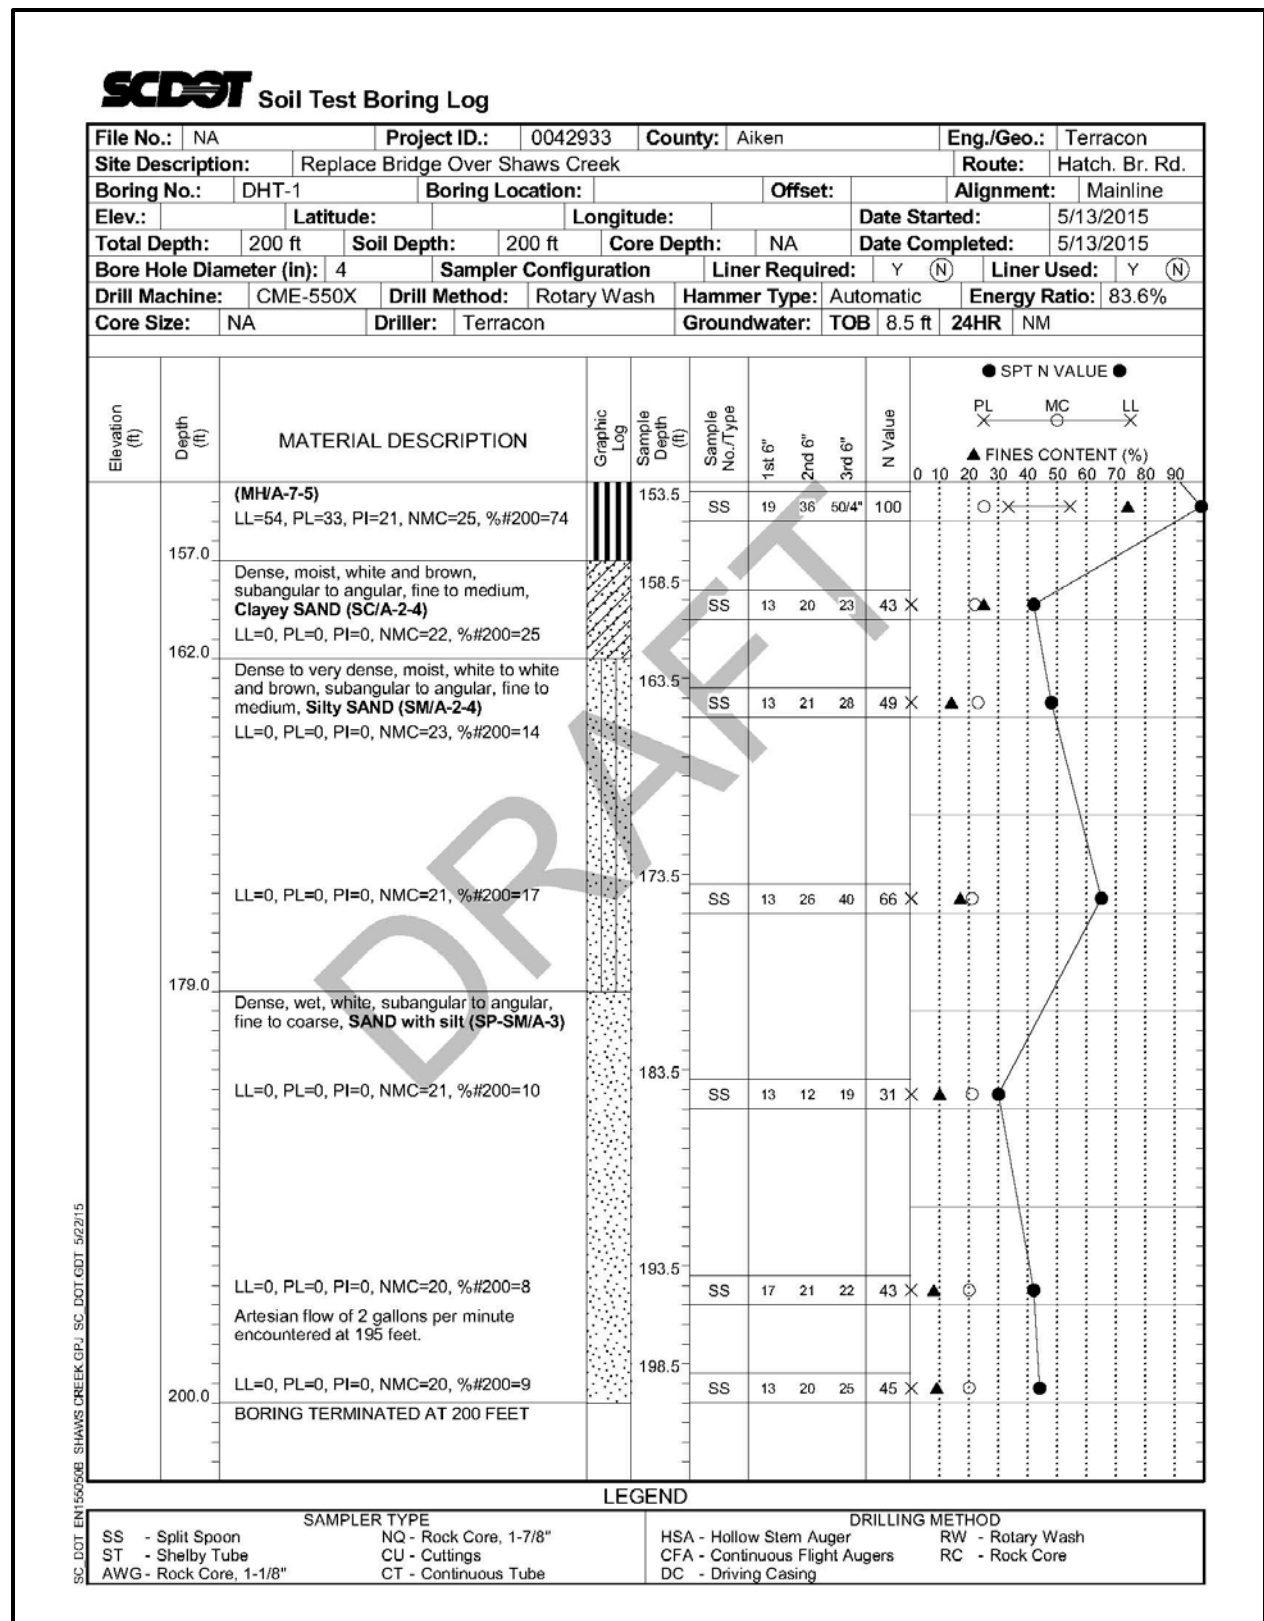 SCDOT Soil Test Boring Log
File No.: NA Project ID.: 0042933 County: Aiken Eng./Geo.: Terracon
Site Description: Replace Bridge Over Shaws Creek Route: Hatch. Br. Rd.
Boring No.: DHT-1 Boring Location: Offset: Alignment: Mainline
Elev.: Latitude: Longitude: Date Started: 5/13/2015
Total Depth: 200 ft Soil Depth: 200 ft Core Depth: NA Date Completed: 5/13/2015
Bore Hole Diameter (in): 4 Sampler Configuration Liner Required: Y N Liner Used: Y N
Drill Machine: CME-550X Drill Method: Rotary Wash Hammer Type: Automatic Energy Ratio: 83.6%
Core Size: NA Driller: Terracon Groundwater: TOB 8.5 ft 24HR NM
Elevation (ft) Depth (ft) MATERIAL DESCRIPTION Graphic Log Sample Depth (ft) Sample No./Type 1st 6" 2nd 6" 3rd 6" N Value
● SPT N VALUE ●
PL MC LL
▲ FINES CONTENT (%)
0 10 20 30 40 50 60 70 80 90
(MH/A-7-5) 153.5
LL=54, PL=33, PI=21, NMC=25, %#200=74 SS 19 36 50/4" 100
157.0
Dense, moist, white and brown, 158.5
subangular to angular, fine to medium,
Clayey SAND (SC/A-2-4) SS 13 20 23 43
LL=0, PL=0, PI=0, NMC=22, %#200=25
162.0
Dense to very dense, moist, white to white
and brown, subangular to angular, fine to 163.5
medium, Silty SAND (SM/A-2-4) SS 13 21 28 49
LL=0, PL=0, PI=0, NMC=23, %#200=14
173.5
LL=0, PL=0, PI=0, NMC=21, %#200=17 SS 13 26 40 66
179.0
Dense, wet, white, subangular to angular,
fine to coarse, SAND with silt (SP-SM/A-3)
183.5
LL=0, PL=0, PI=0, NMC=21, %#200=10 SS 13 12 19 31
193.5
LL=0, PL=0, PI=0, NMC=20, %#200=8 SS 17 21 22 43
Artesian flow of 2 gallons per minute
encountered at 195 feet.
198.5
LL=0, PL=0, PI=0, NMC=20, %#200=9 SS 13 20 25 45
200.0
BORING TERMINATED AT 200 FEET
DRAFT
SC_DOT EN155050B SHAWS CREEK.GPJ SC_DOT.GDT 5/22/15
LEGEND
SAMPLER TYPE DRILLING METHOD
SS - Split Spoon NQ - Rock Core, 1-7/8" HSA - Hollow Stem Auger RW - Rotary Wash
ST - Shelby Tube CU - Cuttings CFA - Continuous Flight Augers RC - Rock Core
AWG - Rock Core, 1-1/8" CT - Continuous Tube DC - Driving Casing